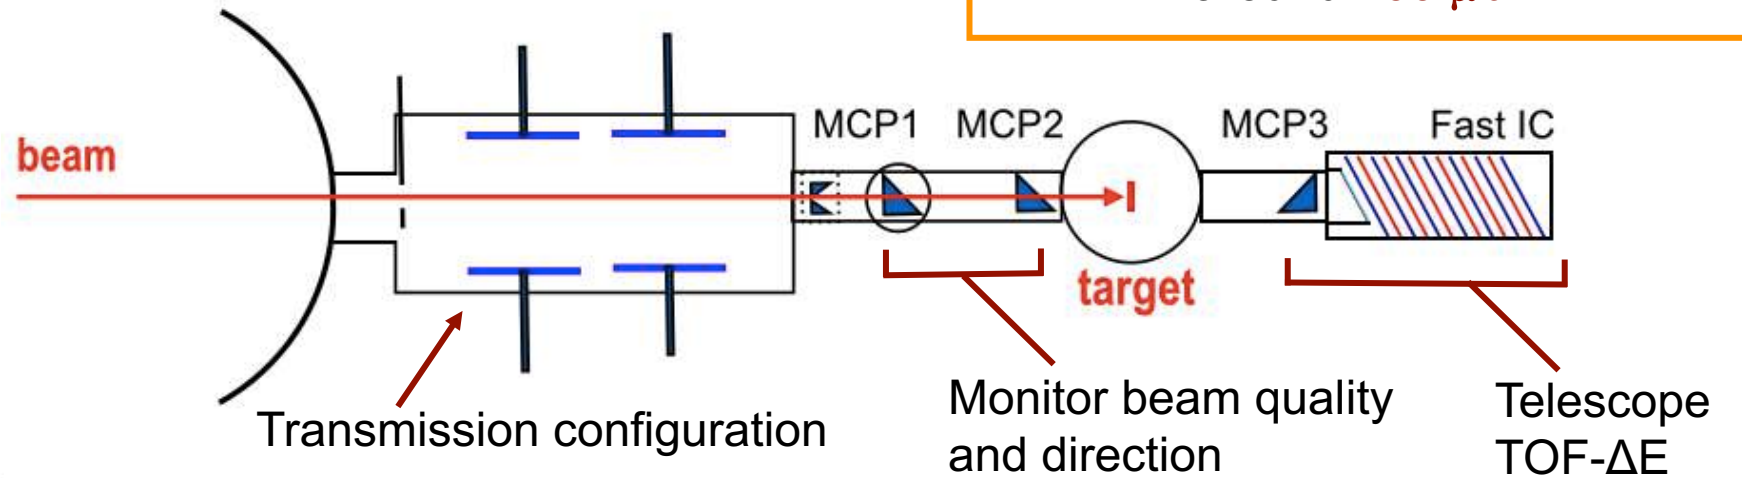 beam
MCP1 MCP2 MCP3 Fast IC
target
Transmission configuration
Monitor beam quality
and direction
Telescope
TOF-ΔE